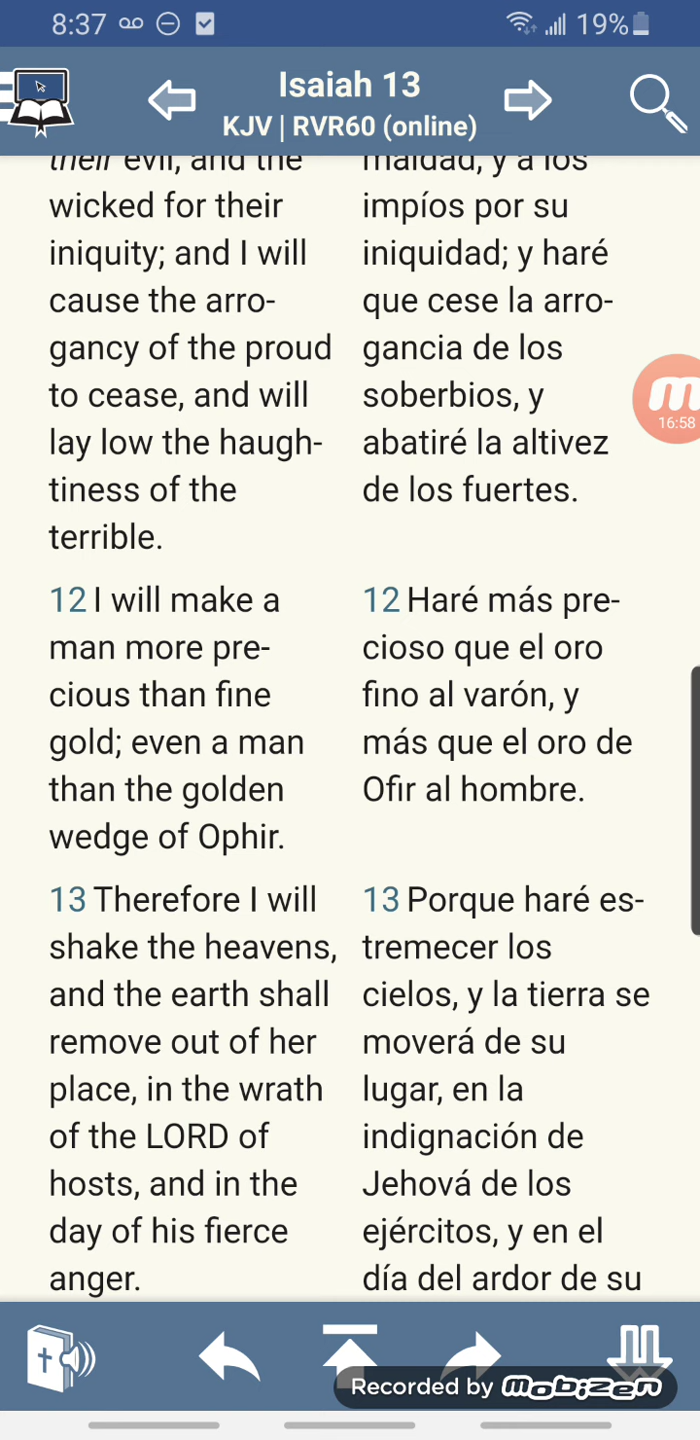 8:37 19%
Isaiah 13
KJV | RVR60 (online)
their evil, and the
wicked for their
iniquity; and I will
cause the arro-
gancy of the proud
to cease, and will
lay low the haugh-
tiness of the
terrible.
12 I will make a
man more pre-
cious than fine
gold; even a man
than the golden
wedge of Ophir.
13 Therefore I will
shake the heavens,
and the earth shall
remove out of her
place, in the wrath
of the LORD of
hosts, and in the
day of his fierce
anger.
maldad, y a los
impíos por su
iniquidad; y haré
que cese la arro-
gancia de los
soberbios, y
abatiré la altivez
de los fuertes.
12 Haré más pre-
cioso que el oro
fino al varón, y
más que el oro de
Ofir al hombre.
13 Porque haré es-
tremecer los
cielos, y la tierra se
moverá de su
lugar, en la
indignación de
Jehová de los
ejércitos, y en el
día del ardor de su
m
16:58
Recorded by Mobizen